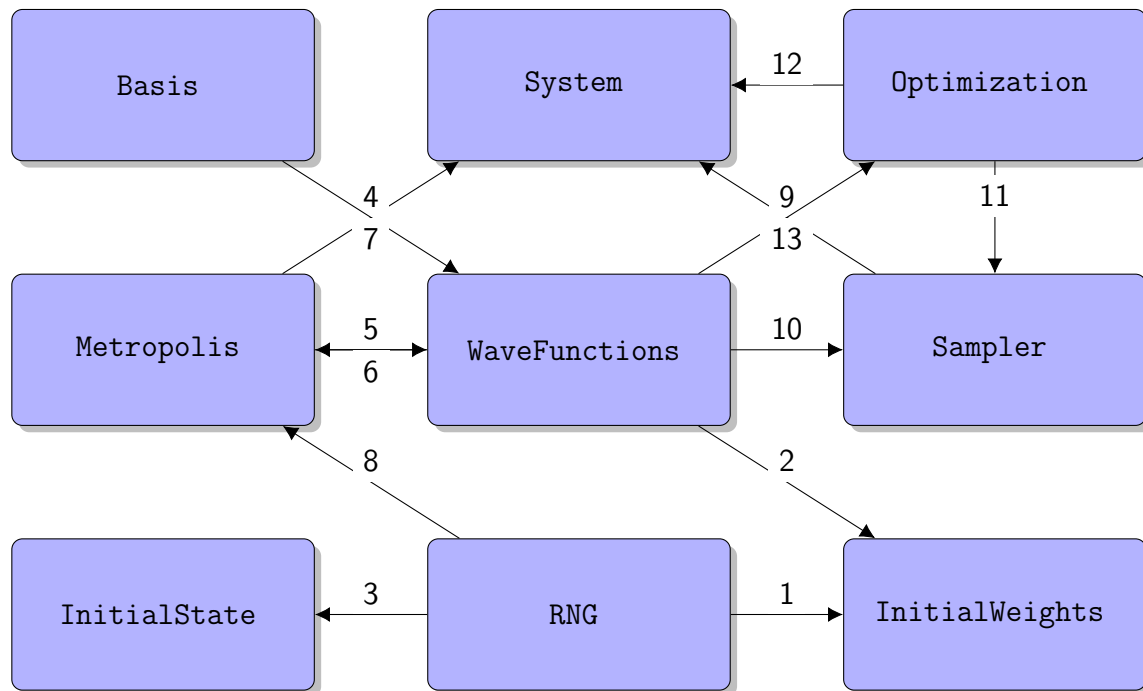 Basis
System
Optimization
12
4
7
9
13
11
Metropolis
5
6
WaveFunctions
10
Sampler
8
2
InitialState
3
RNG
1
InitialWeights